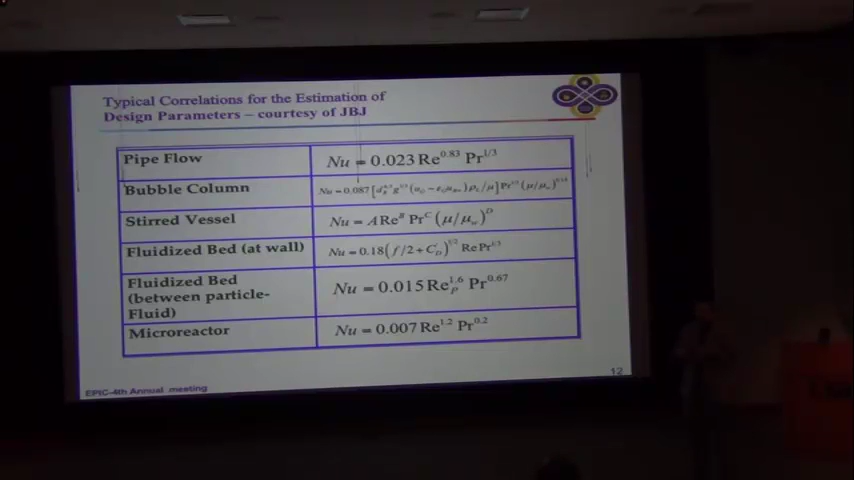 Typical Correlations for the Estimation of
Design Parameters – courtesy of JBJ
Pipe Flow
Nu = 0.023 Re^0.83 Pr^1/3
Bubble Column
Stirred Vessel
Nu = A Re^B Pr^C (μ/μ_w)^D
Fluidized Bed (at wall)
Nu = 0.18 (f/2 + C_D)^1/2 Re Pr^1/3
Fluidized Bed
(between particle-
Fluid)
Nu = 0.015 Re_P^1.6 Pr^0.67
Microreactor
Nu = 0.007 Re^1.2 Pr^0.2
EPIC-4th Annual meeting
12